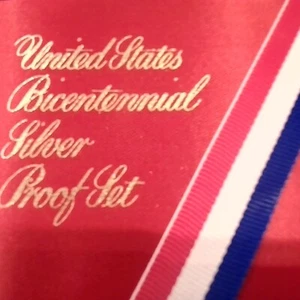 United States
Bicentennial
Silver
Proof Set